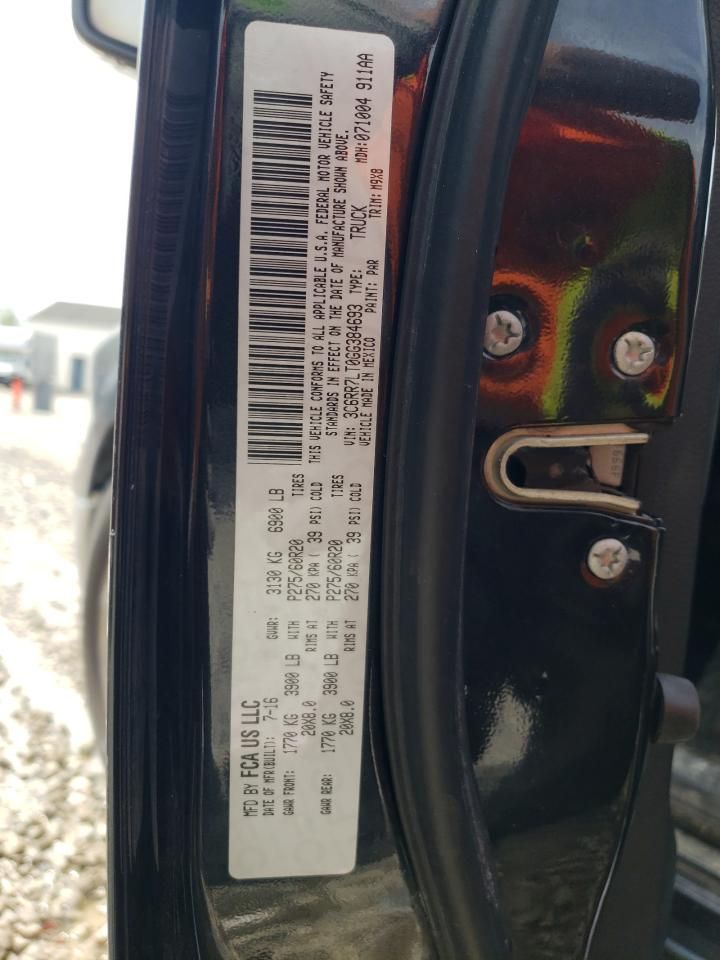 MFD BY FCA US LLC
DATE OF MFR(BUILT): 7-16 GVWR: 3130 KG 6900 LB
GAWR FRONT: 1770 KG 3900 LB WITH P275/60R20 TIRES
20X8.0 RIMS AT 270 KPA ( 39 PSI) COLD
GAWR REAR: 1770 KG 3900 LB WITH P275/60R20 TIRES
20X8.0 RIMS AT 270 KPA ( 39 PSI) COLD
THIS VEHICLE CONFORMS TO ALL APPLICABLE U.S.A. FEDERAL MOTOR VEHICLE SAFETY
STANDARDS IN EFFECT ON THE DATE OF MANUFACTURE SHOWN ABOVE.
VIN: 3C6RR7LT0GG384693 TYPE: TRUCK MDH:071004 911AA
VEHICLE MADE IN MEXICO PAINT: PAR TRIM: M9X8